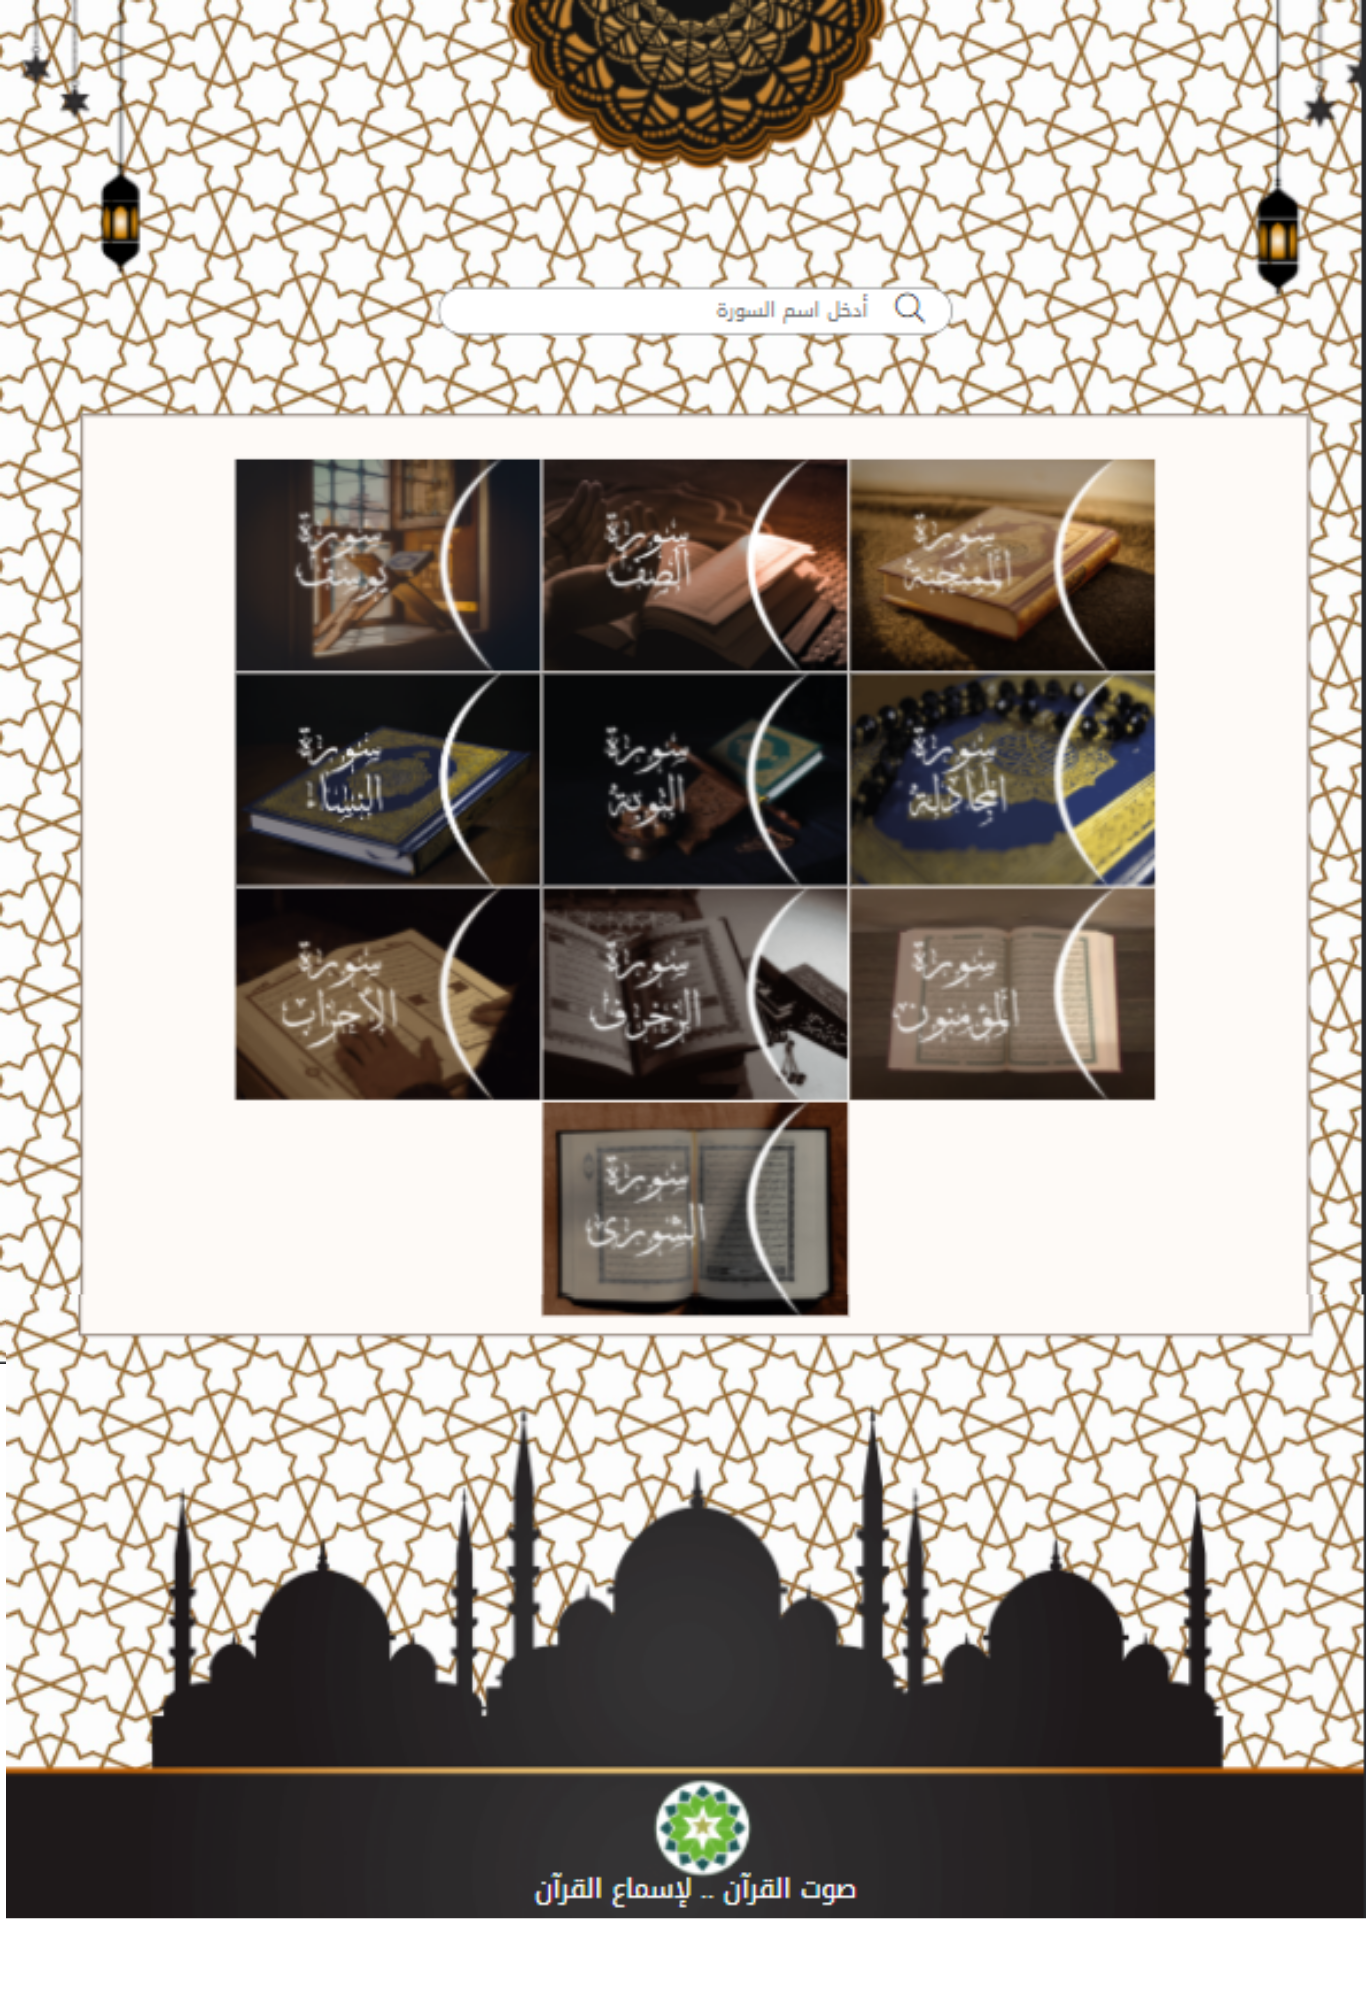 أدخل اسم السورة
سورة
الممتحنة
سورة
الصف
سورة
يوسف
سورة
المجادلة
سورة
التوبة
سورة
النساء
سورة
المؤمنون
سورة
الزخرف
سورة
الأحزاب
سورة
الشورى
صوت القرآن .. لإسماع القرآن